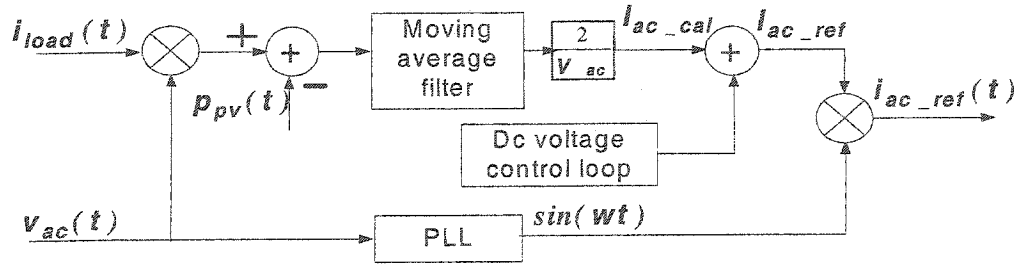 i_load(t)
+
+
−
p_pv(t)
Moving
average
filter
2
V_ac
I_ac_cal
+
I_ac_ref
i_ac_ref(t)
Dc voltage
control loop
v_ac(t)
PLL
sin(wt)